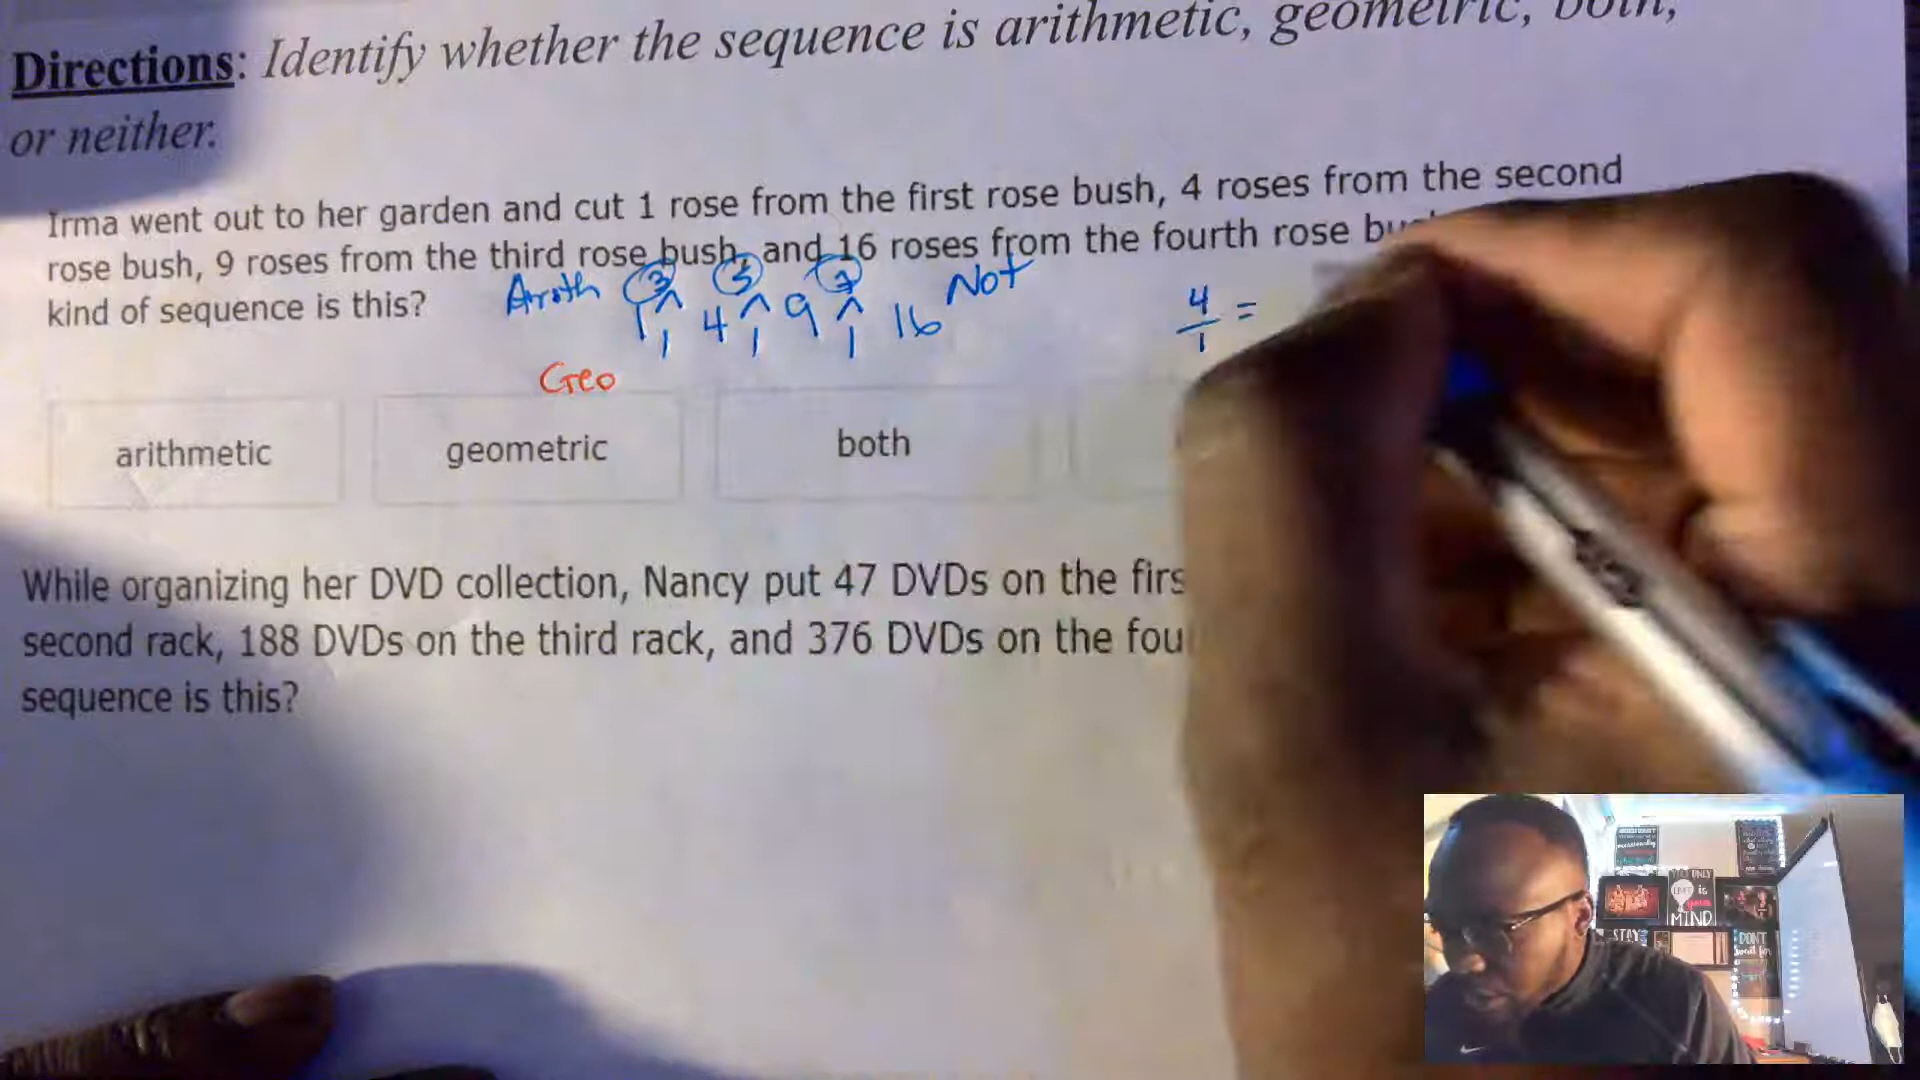 Directions: Identify whether the sequence is arithmetic, geometric, both,
or neither.
Irma went out to her garden and cut 1 rose from the first rose bush, 4 roses from the second
rose bush, 9 roses from the third rose bush, and 16 roses from the fourth rose
kind of sequence is this?
Arith
3 5 7
1 4 9 16
Not
4/1 =
Geo
arithmetic geometric both
While organizing her DVD collection, Nancy put 47 DVDs on the
second rack, 188 DVDs on the third rack, and 376 DVDs on the
sequence is this?
MIND
STAY
DON'T